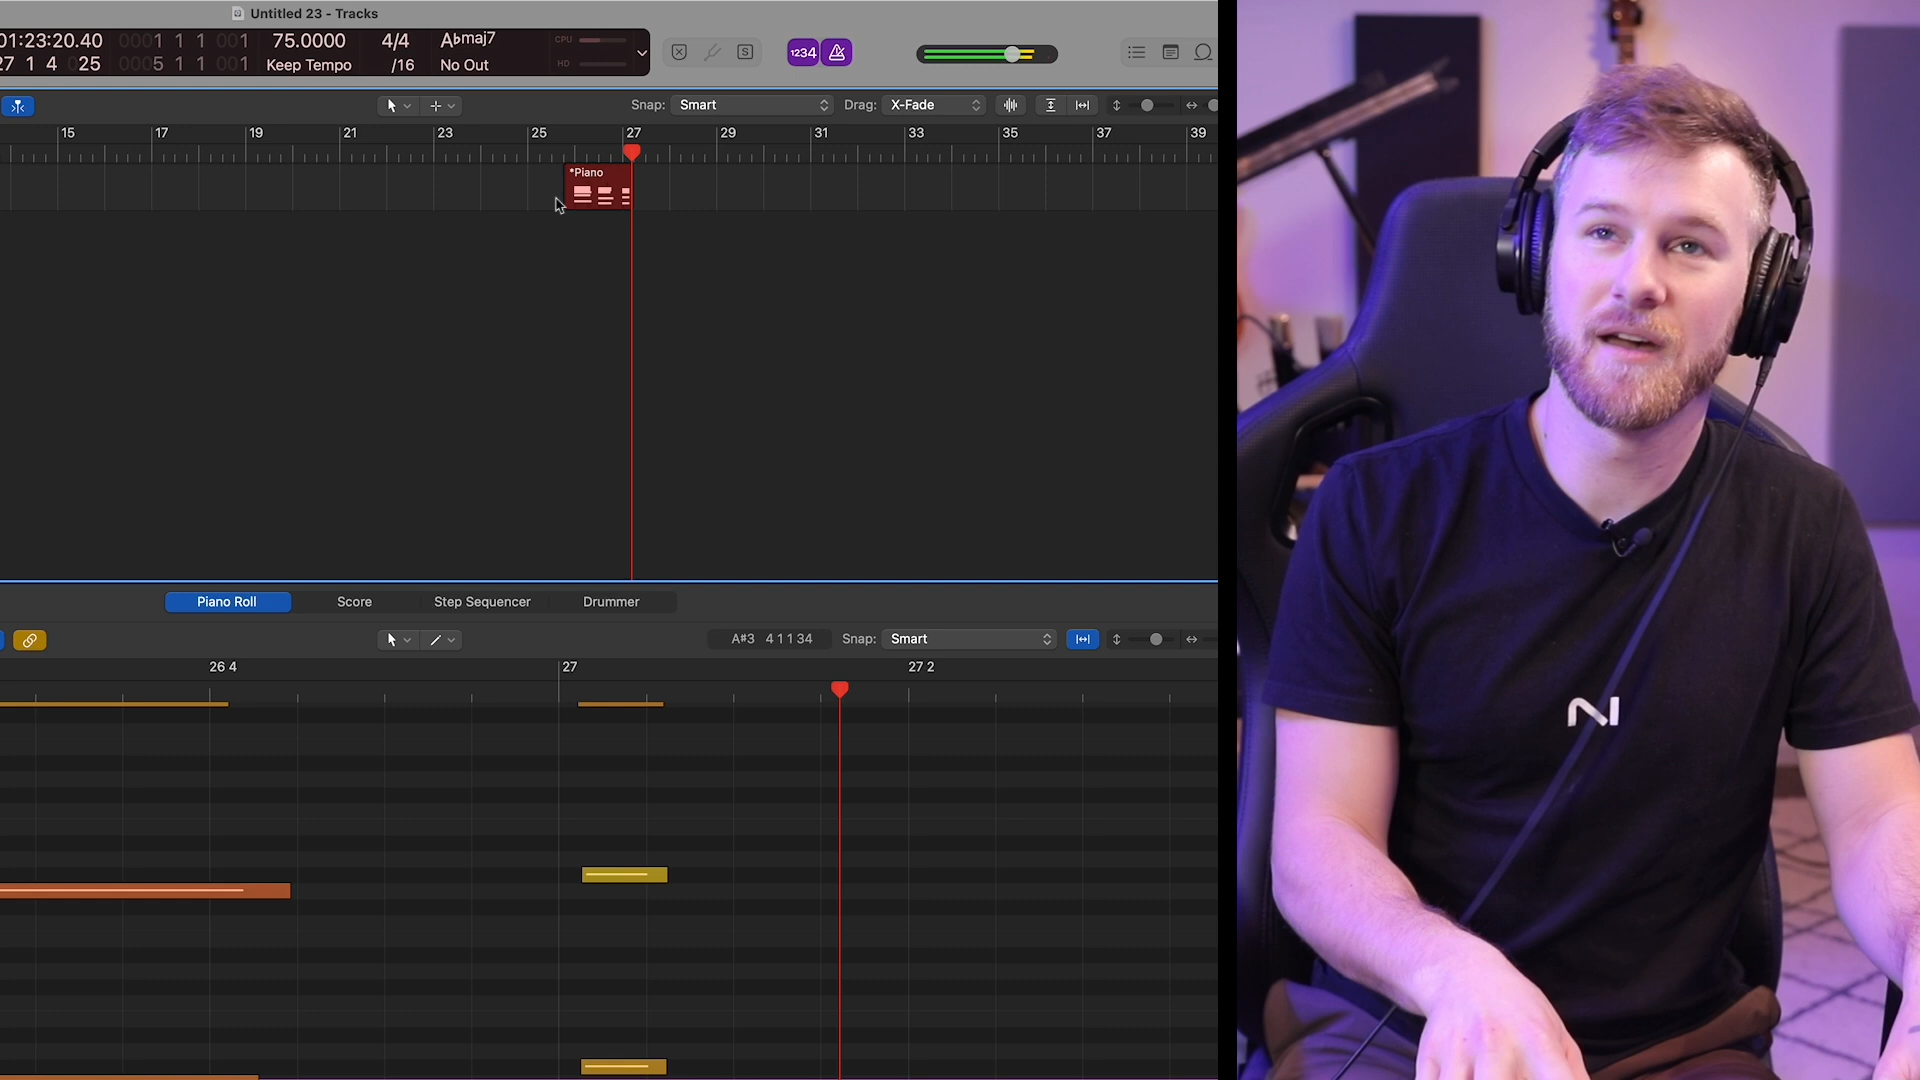 Untitled 23 - Tracks
01:23:20.40 0001 1 1 001 75.0000 4/4 A♭maj7 CPU
27 1 4 025 0005 1 1 001 Keep Tempo /16 No Out HD
S 1234
Snap: Smart Drag: X-Fade
15 17 19 21 23 25 27 29 31 33 35 37 39
*Piano
Piano Roll Score Step Sequencer Drummer
A#3 4 1 1 34 Snap: Smart
26 4 27 27 2